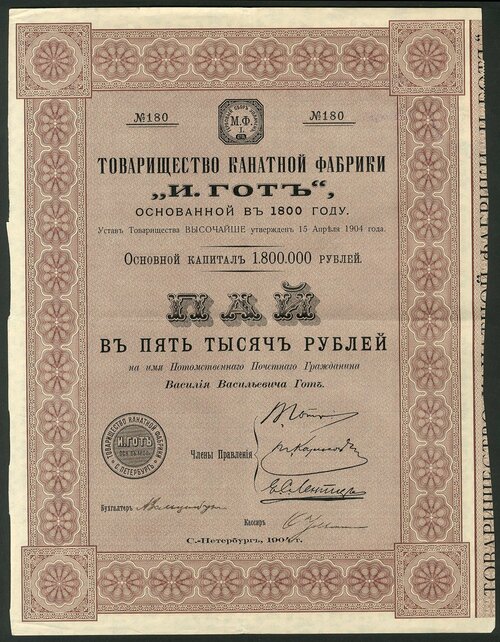 №180
М.Ф.
№180
ТОВАРИЩЕСТВО КАНАТНОЙ ФАБРИКИ
„И. ГОТЪ“,
ОСНОВАННОЙ ВЪ 1800 ГОДУ.
Уставъ Товарищества ВЫСОЧАЙШЕ утвержденъ 15 Апрѣля 1904 года.
ОСНОВНОЙ КАПИТАЛЪ 1.800.000 РУБЛЕЙ.
ПАЙ
ВЪ ПЯТЬ ТЫСЯЧЪ РУБЛЕЙ
на имя Потомственнаго Почетнаго Гражданина
Василія Васильевича Готъ.
ТОВАРИЩЕСТВО КАНАТНОЙ ФАБРИКИ
И. ГОТЪ
С. ПЕТЕРБУРГЪ
Члены Правленія
Бухгалтеръ
Кассиръ
С.-Петербургъ, 1904 г.